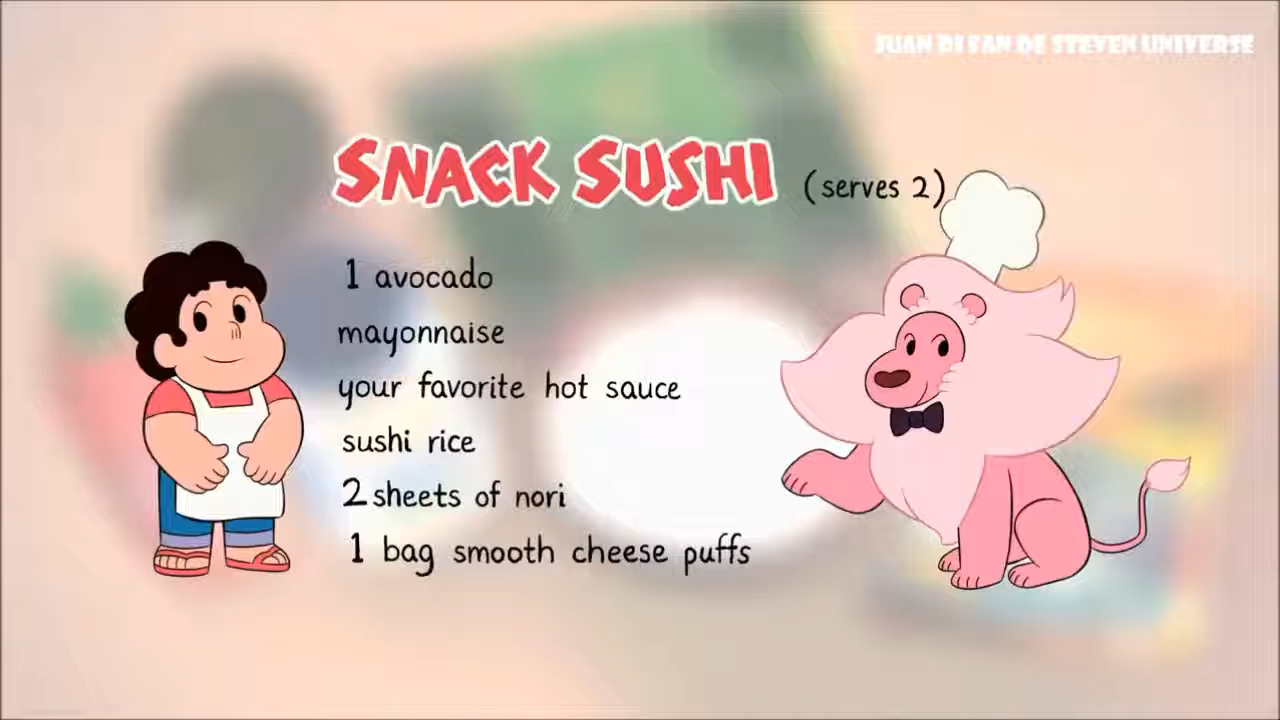 JUAN DI FAN DE STEVEN UNIVERSE
SNACK SUSHI (serves 2)
1 avocado
mayonnaise
your favorite hot sauce
sushi rice
2 sheets of nori
1 bag smooth cheese puffs